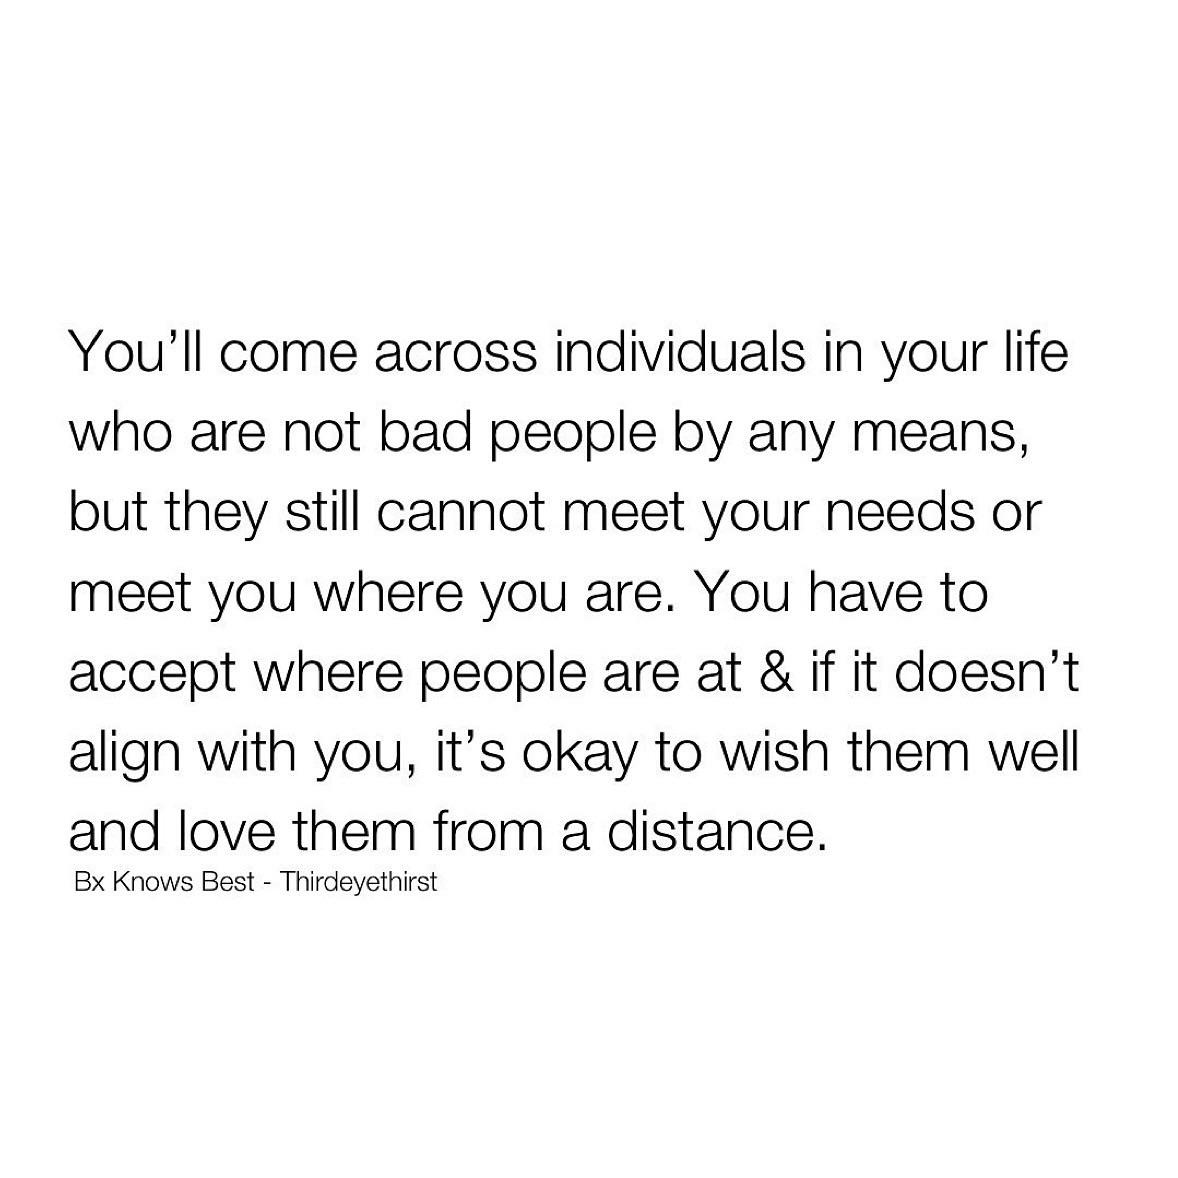 You’ll come across individuals in your life
who are not bad people by any means,
but they still cannot meet your needs or
meet you where you are. You have to
accept where people are at & if it doesn’t
align with you, it’s okay to wish them well
and love them from a distance.
Bx Knows Best - Thirdeyethirst